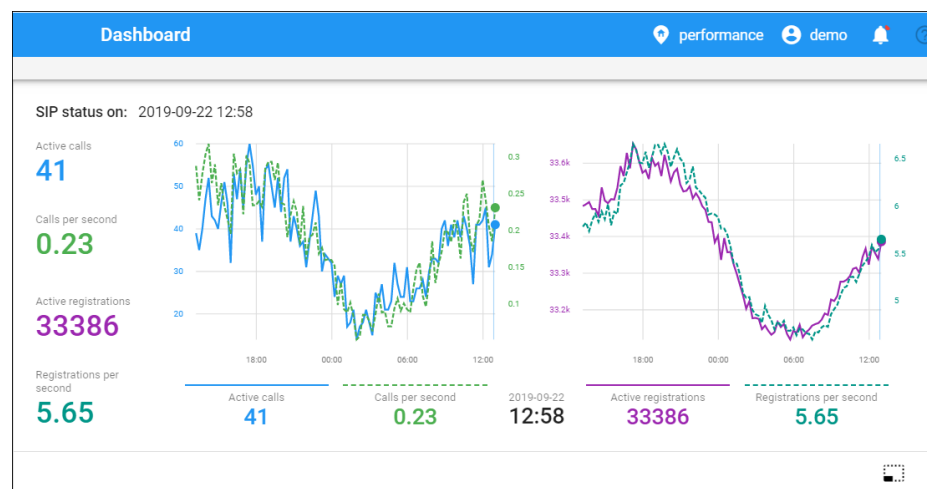 Dashboard
performance
demo
SIP status on: 2019-09-22 12:58
Active calls
41
Calls per second
0.23
Active registrations
33386
Registrations per
second
5.65
60
50
40
30
20
0.3
0.25
0.2
0.15
0.1
18:00 00:00 06:00 12:00
33.6k
33.5k
33.4k
33.3k
33.2k
6.5
6
5.5
5
18:00 00:00 06:00 12:00
Active calls
41
Calls per second
0.23
2019-09-22
12:58
Active registrations
33386
Registrations per second
5.65